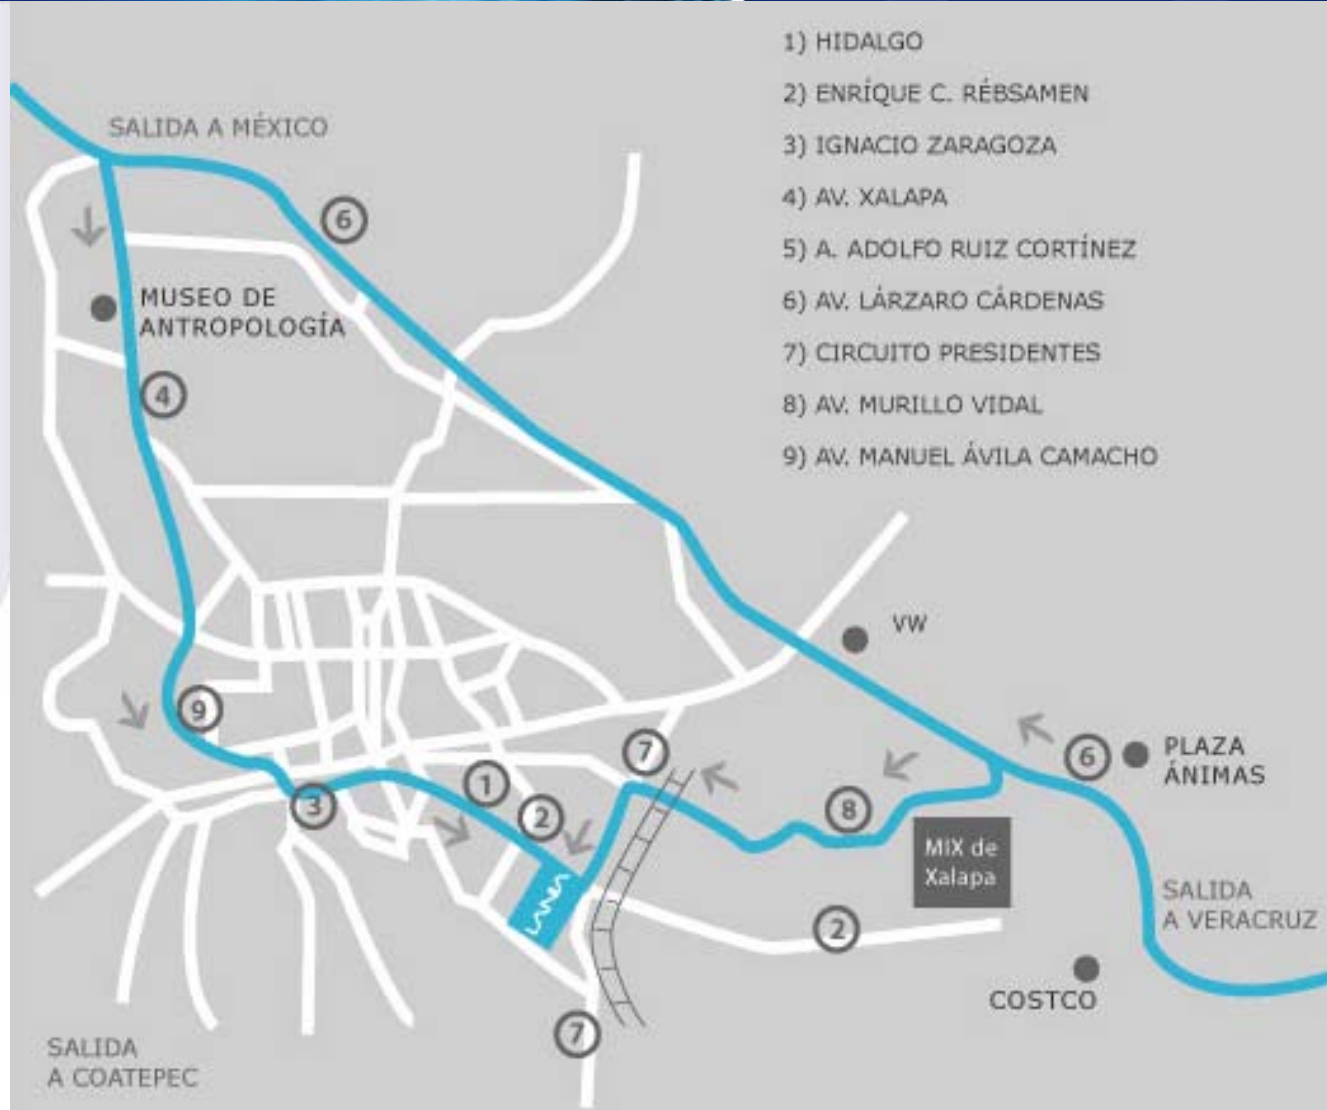 1) HIDALGO
2) ENRÍQUE C. RÉBSAMEN
3) IGNACIO ZARAGOZA
4) AV. XALAPA
5) A. ADOLFO RUIZ CORTÍNEZ
6) AV. LÁRZARO CÁRDENAS
7) CIRCUITO PRESIDENTES
8) AV. MURILLO VIDAL
9) AV. MANUEL ÁVILA CAMACHO
SALIDA A MÉXICO
6
MUSEO DE
ANTROPOLOGÍA
4
VW
9
7
6
PLAZA
ÁNIMAS
1
3
2
8
MIX de
Xalapa
SALIDA
A VERACRUZ
2
COSTCO
7
SALIDA
A COATEPEC